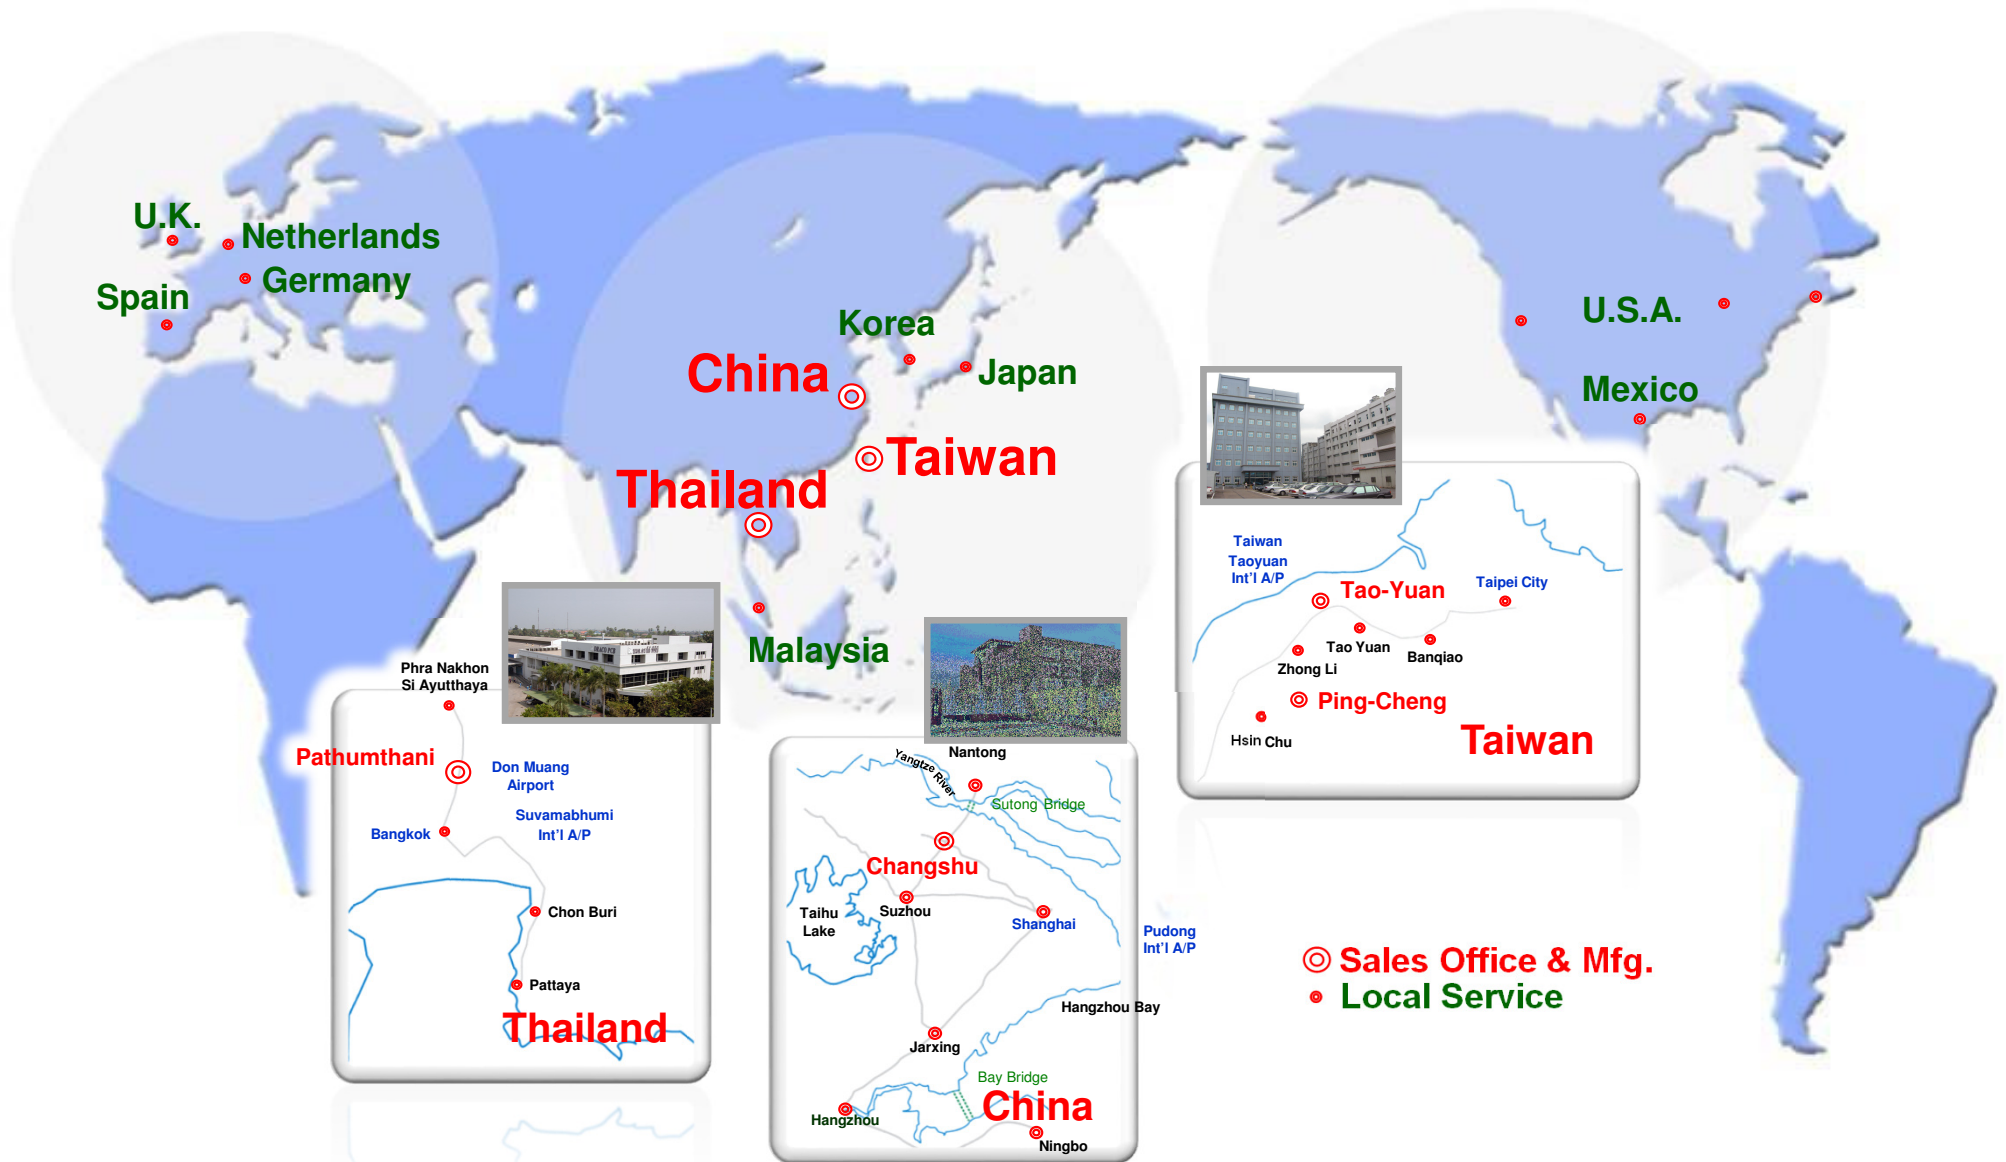 U.K.
Netherlands
Germany
Spain
Korea
China
Japan
Taiwan
Thailand
Malaysia
U.S.A.
Mexico
Taiwan
Taoyuan
Int'l A/P
Tao-Yuan
Taipei City
Tao Yuan
Banqiao
Zhong Li
Ping-Cheng
Hsin Chu
Taiwan
Phra Nakhon
Si Ayutthaya
Pathumthani
Don Muang
Airport
Suvamabhumi
Int'l A/P
Bangkok
Chon Buri
Pattaya
Thailand
Nantong
Yangtze River
Sutong Bridge
Changshu
Suzhou
Taihu
Lake
Shanghai
Pudong
Int'l A/P
Hangzhou Bay
Jarxing
Bay Bridge
China
Hangzhou
Ningbo
Sales Office & Mfg.
Local Service